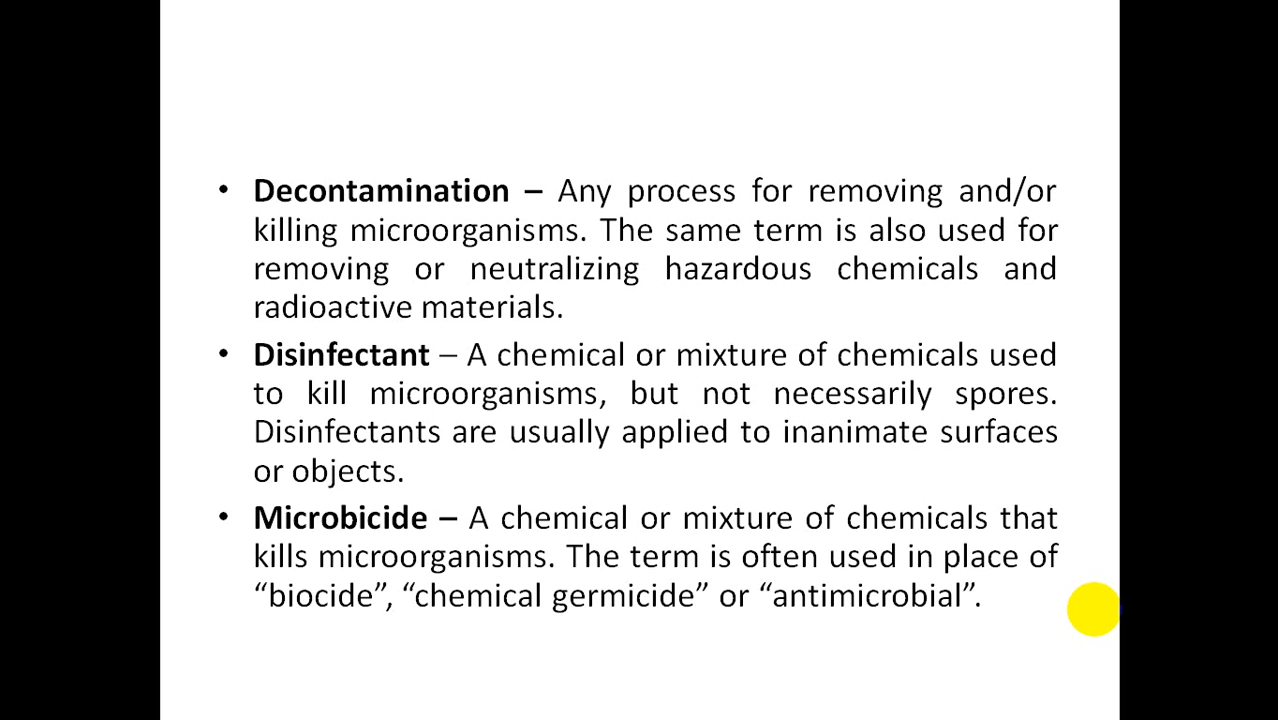 • Decontamination – Any process for removing and/or
killing microorganisms. The same term is also used for
removing or neutralizing hazardous chemicals and
radioactive materials.
• Disinfectant – A chemical or mixture of chemicals used
to kill microorganisms, but not necessarily spores.
Disinfectants are usually applied to inanimate surfaces
or objects.
• Microbicide – A chemical or mixture of chemicals that
kills microorganisms. The term is often used in place of
“biocide”, “chemical germicide” or “antimicrobial”.